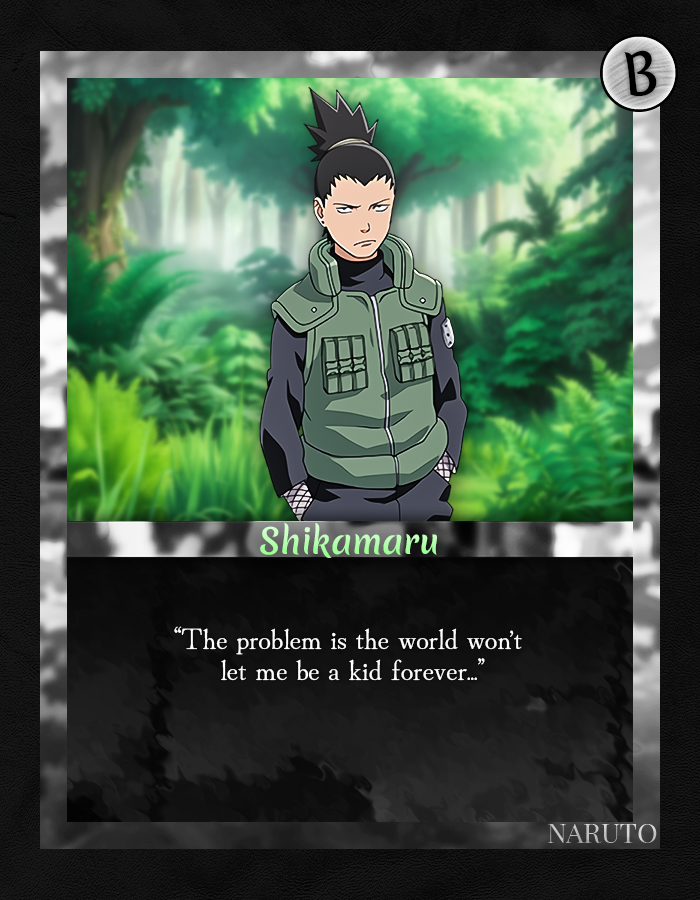 B
Shikamaru
“The problem is the world won’t
let me be a kid forever...”
NARUTO